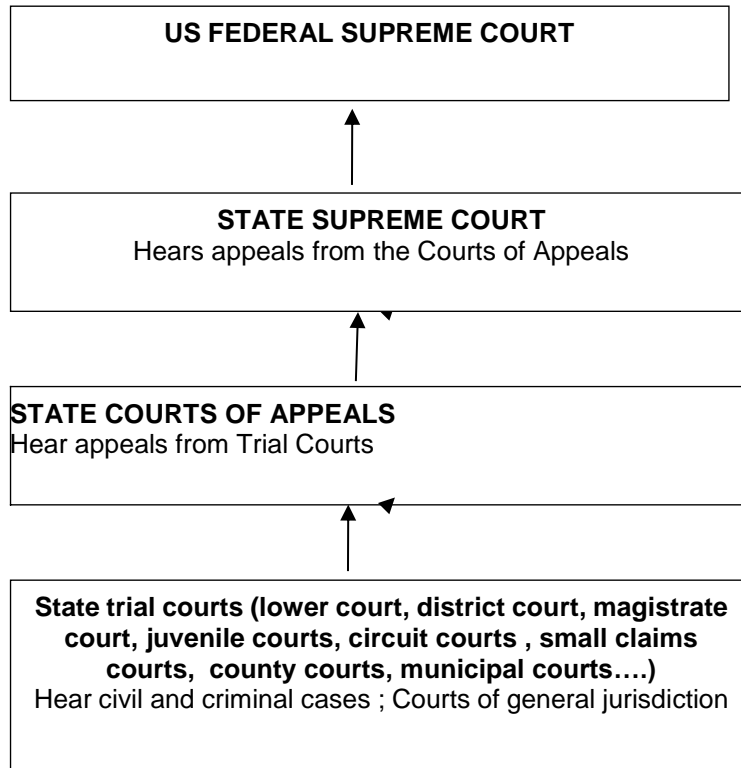 US FEDERAL SUPREME COURT
STATE SUPREME COURT
Hears appeals from the Courts of Appeals
STATE COURTS OF APPEALS
Hear appeals from Trial Courts
State trial courts (lower court, district court, magistrate
court, juvenile courts, circuit courts , small claims
courts,  county courts, municipal courts….)
Hear civil and criminal cases ; Courts of general jurisdiction